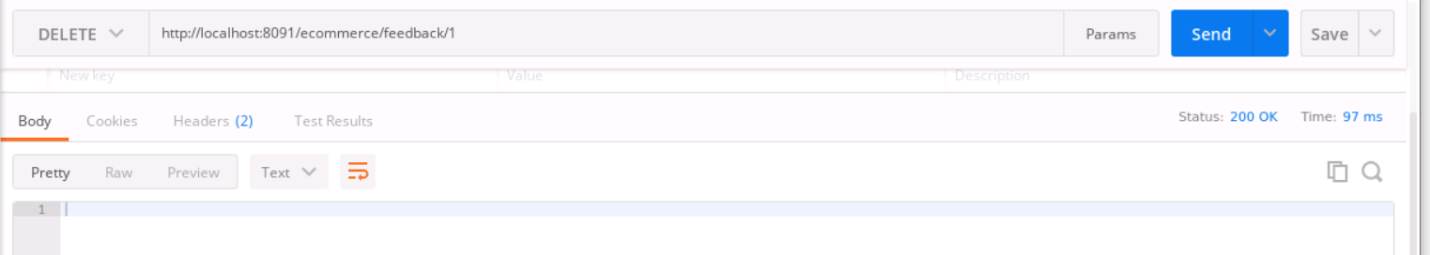 DELETE http://localhost:8091/ecommerce/feedback/1 Params Send Save
New key Value Description
Body Cookies Headers (2) Test Results Status: 200 OK Time: 97 ms
Pretty Raw Preview Text
1